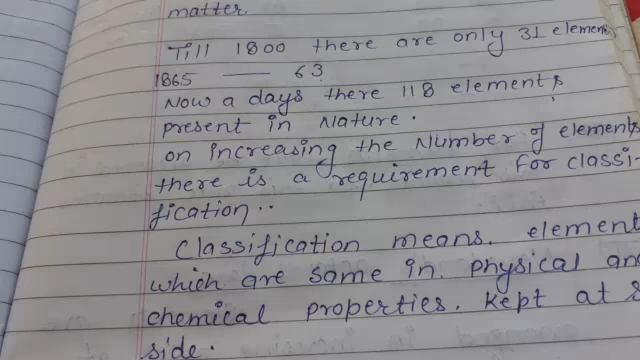 matter
Till 1800 there are only 31 element
1865 — 63
Now a days there 118 elements
present in Nature.
on increasing the Number of elements
there is a requirement for classi-
fication..
Classification means. element
which are same in. physical an
chemical properties. Kept at s
side.